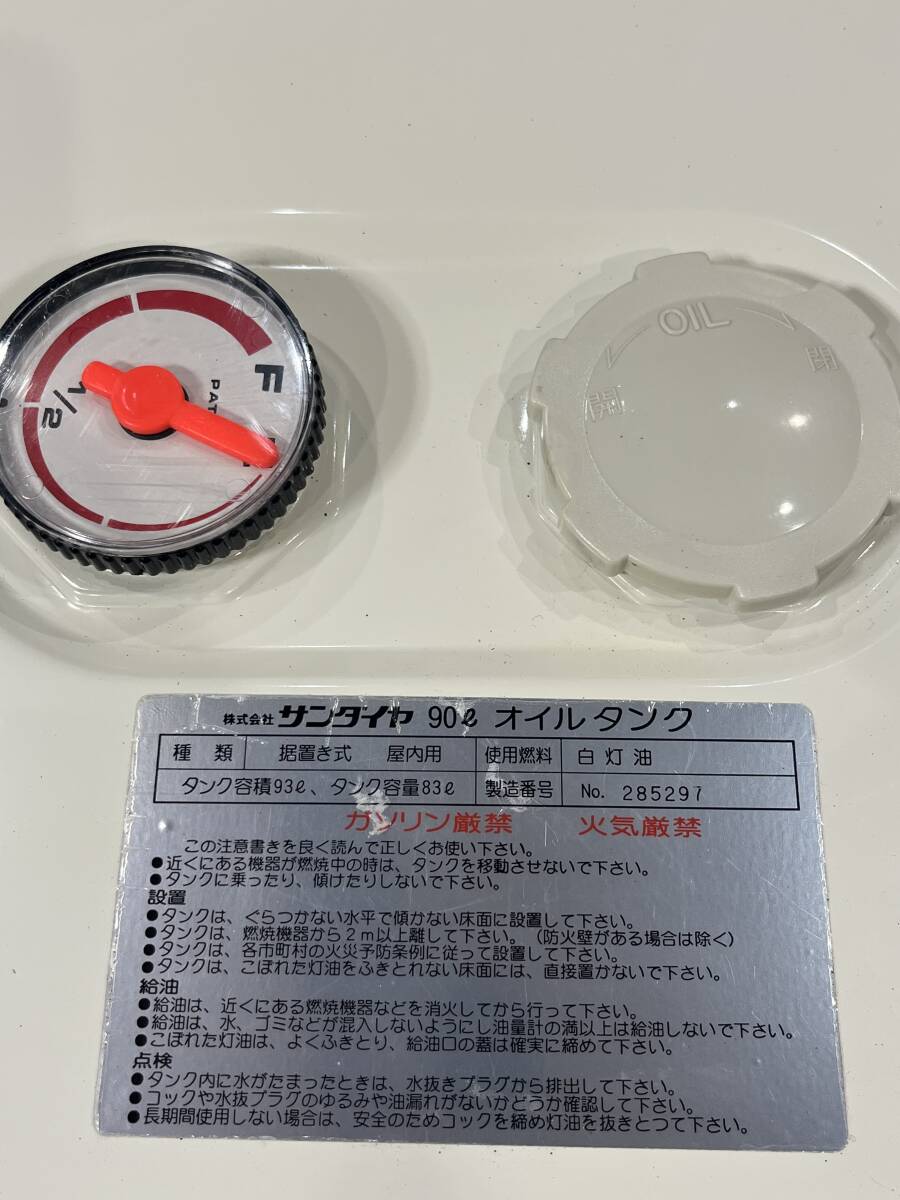 F
1/2
PAT
OIL
開
閉
株式会社 サンダイヤ 90ℓ オイルタンク
種 類 据置き式 屋内用 使用燃料 白灯油
タンク容積93ℓ、タンク容量83ℓ 製造番号 No. 285297
ガソリン厳禁 火気厳禁
この注意書きを良く読んで正しくお使い下さい。
●近くにある機器が燃焼中の時は、タンクを移動させないで下さい。
●タンクに乗ったり、傾けたりしないで下さい。
設置
●タンクは、ぐらつかない水平で傾かない床面に設置して下さい。
●タンクは、燃焼機器から2m以上離して下さい。(防火壁がある場合は除く)
●タンクは、各市町村の火災予防条例に従って設置して下さい。
●タンクは、こぼれた灯油をふきとれない床面には、直接置かないで下さい。
給油
●給油は、近くにある燃焼機器などを消火してから行って下さい。
●給油は、水、ゴミなどが混入しないようにし油量計の満以上は給油しないで下さい。
●こぼれた灯油は、よくふきとり、給油口の蓋は確実に締めて下さい。
点検
●タンク内に水がたまったときは、水抜きプラグから排出して下さい。
●コックや水抜プラグのゆるみや油漏れがないかどうか確認して下さい。
●長期間使用しない場合は、安全のためコックを締め灯油を抜きとって下さい。